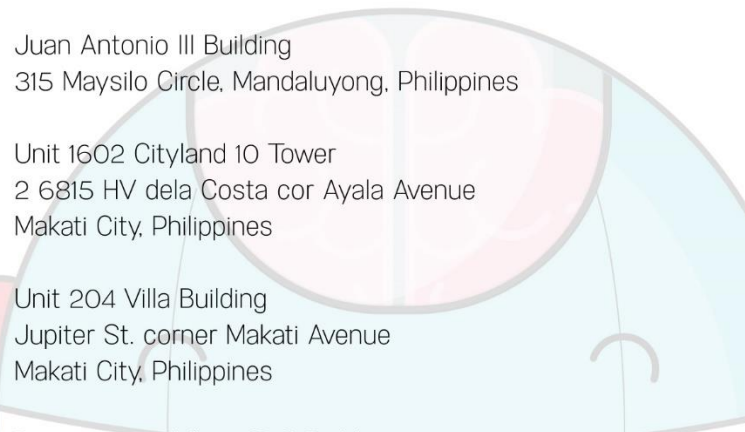 Juan Antonio III Building
315 Maysilo Circle, Mandaluyong, Philippines
Unit 1602 Cityland 10 Tower
2 6815 HV dela Costa cor Ayala Avenue
Makati City, Philippines
Unit 204 Villa Building
Jupiter St. corner Makati Avenue
Makati City, Philippines